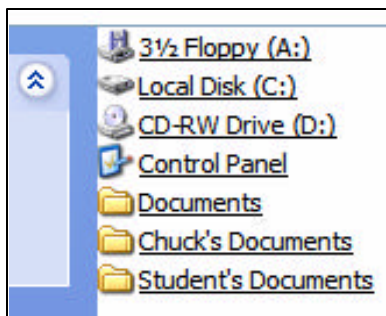 3½ Floppy (A:)
Local Disk (C:)
CD-RW Drive (D:)
Control Panel
Documents
Chuck's Documents
Student's Documents